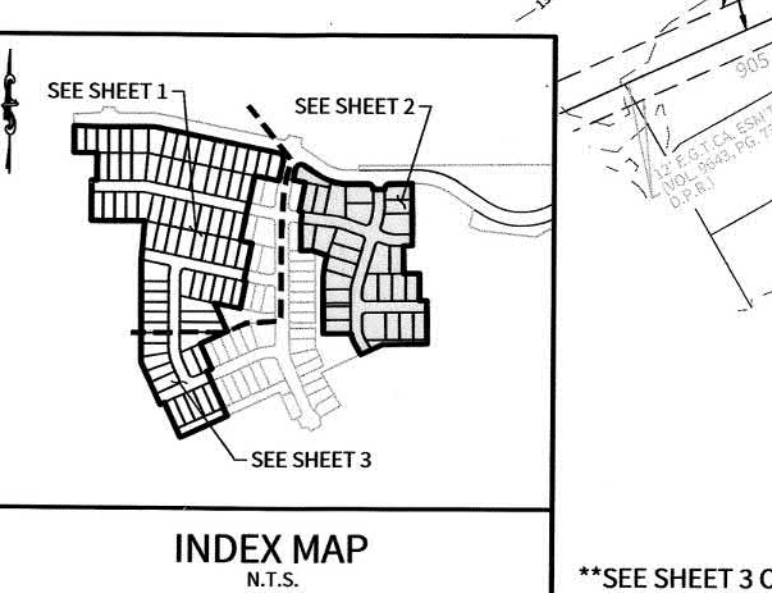 SEE SHEET 1
SEE SHEET 2
905
12' E.G.T.CA. ESM'T
(VOL. 9643, PG. 7
D.P.R.)
SEE SHEET 3
INDEX MAP
N.T.S.
**SEE SHEET 3 O